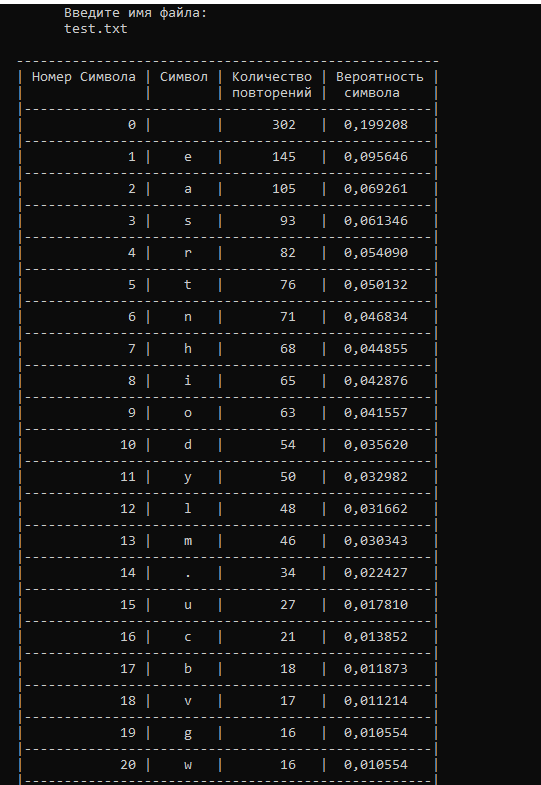 Введите имя файла:
test.txt
-----------------------------------------------------
| Номер Символа | Символ | Количество | Вероятность |
|               |        | повторений |  символа    |
|---------------------------------------------------|
|             0 |        |      302   |  0,199208   |
|---------------------------------------------------|
|             1 |    e   |      145   |  0,095646   |
|---------------------------------------------------|
|             2 |    a   |      105   |  0,069261   |
|---------------------------------------------------|
|             3 |    s   |       93   |  0,061346   |
|---------------------------------------------------|
|             4 |    r   |       82   |  0,054090   |
|---------------------------------------------------|
|             5 |    t   |       76   |  0,050132   |
|---------------------------------------------------|
|             6 |    n   |       71   |  0,046834   |
|---------------------------------------------------|
|             7 |    h   |       68   |  0,044855   |
|---------------------------------------------------|
|             8 |    i   |       65   |  0,042876   |
|---------------------------------------------------|
|             9 |    o   |       63   |  0,041557   |
|---------------------------------------------------|
|            10 |    d   |       54   |  0,035620   |
|---------------------------------------------------|
|            11 |    y   |       50   |  0,032982   |
|---------------------------------------------------|
|            12 |    l   |       48   |  0,031662   |
|---------------------------------------------------|
|            13 |    m   |       46   |  0,030343   |
|---------------------------------------------------|
|            14 |    .   |       34   |  0,022427   |
|---------------------------------------------------|
|            15 |    u   |       27   |  0,017810   |
|---------------------------------------------------|
|            16 |    c   |       21   |  0,013852   |
|---------------------------------------------------|
|            17 |    b   |       18   |  0,011873   |
|---------------------------------------------------|
|            18 |    v   |       17   |  0,011214   |
|---------------------------------------------------|
|            19 |    g   |       16   |  0,010554   |
|---------------------------------------------------|
|            20 |    w   |       16   |  0,010554   |
|---------------------------------------------------|